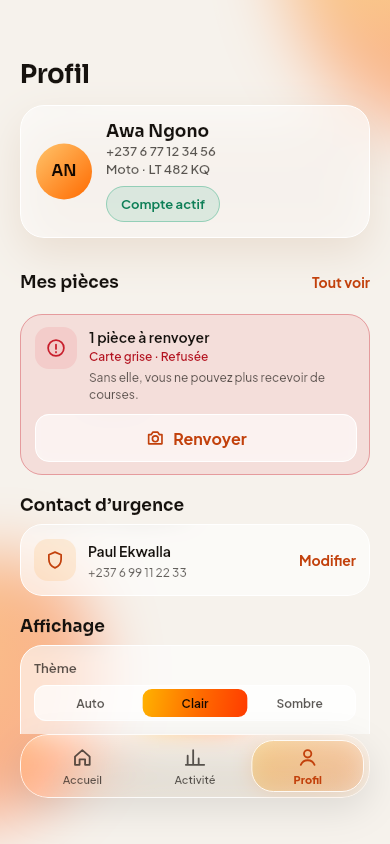 Profil
AN
Awa Ngono
+237 6 77 12 34 56
Moto · LT 482 KQ
Compte actif
Mes pièces
Tout voir
1 pièce à renvoyer
Carte grise · Refusée
Sans elle, vous ne pouvez plus recevoir de
courses.
Renvoyer
Contact d’urgence
Paul Ekwalla
+237 6 99 11 22 33
Modifier
Affichage
Thème
Auto
Clair
Sombre
Accueil
Activité
Profil